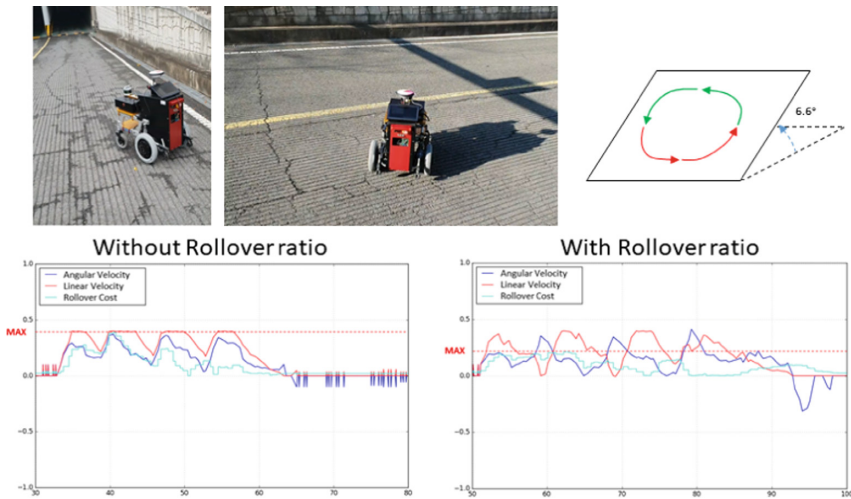 6.6°
Without Rollover ratio
1.0
Angular Velocity
Linear Velocity
Rollover Cost
0.5
MAX
0.0
−0.5
−1.0
30 40 50 60 70 80
With Rollover ratio
1.0
Angular Velocity
Linear Velocity
Rollover Cost
0.5
MAX
0.0
−0.5
−1.0
50 60 70 80 90 100